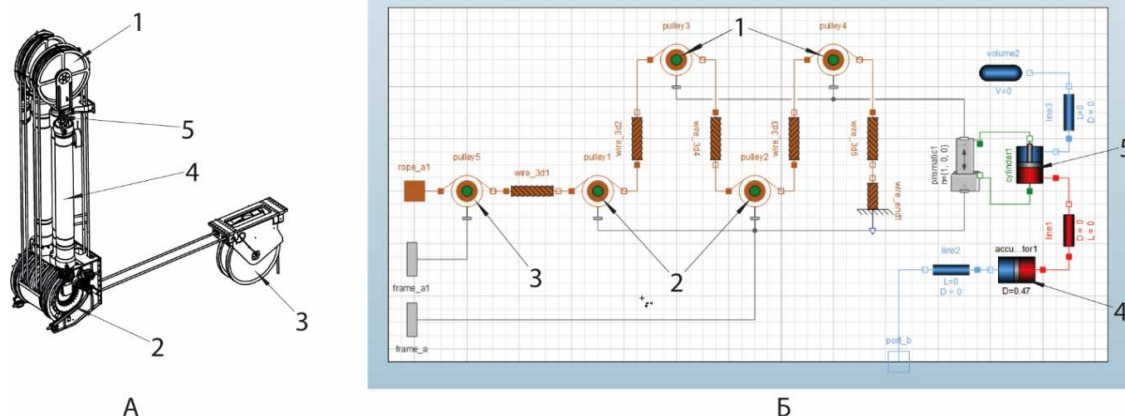 1
5
4
3
2
А
pulley3
1
pulley4
volume2
V=0
line3
L=0
D = 0
wire_3d2
wire_3d4
wire_3d3
wire_3d5
prismatic1
n={1, 0, 0}
cylinder1
5
rope_a1
pulley5
wire_3d1
pulley1
pulley2
wire_end1
line1
D = 0
L = 0
3
2
line2
L=0
D = 0
accu...tor1
D=0.47
4
frame_a1
frame_a
port_b
Б